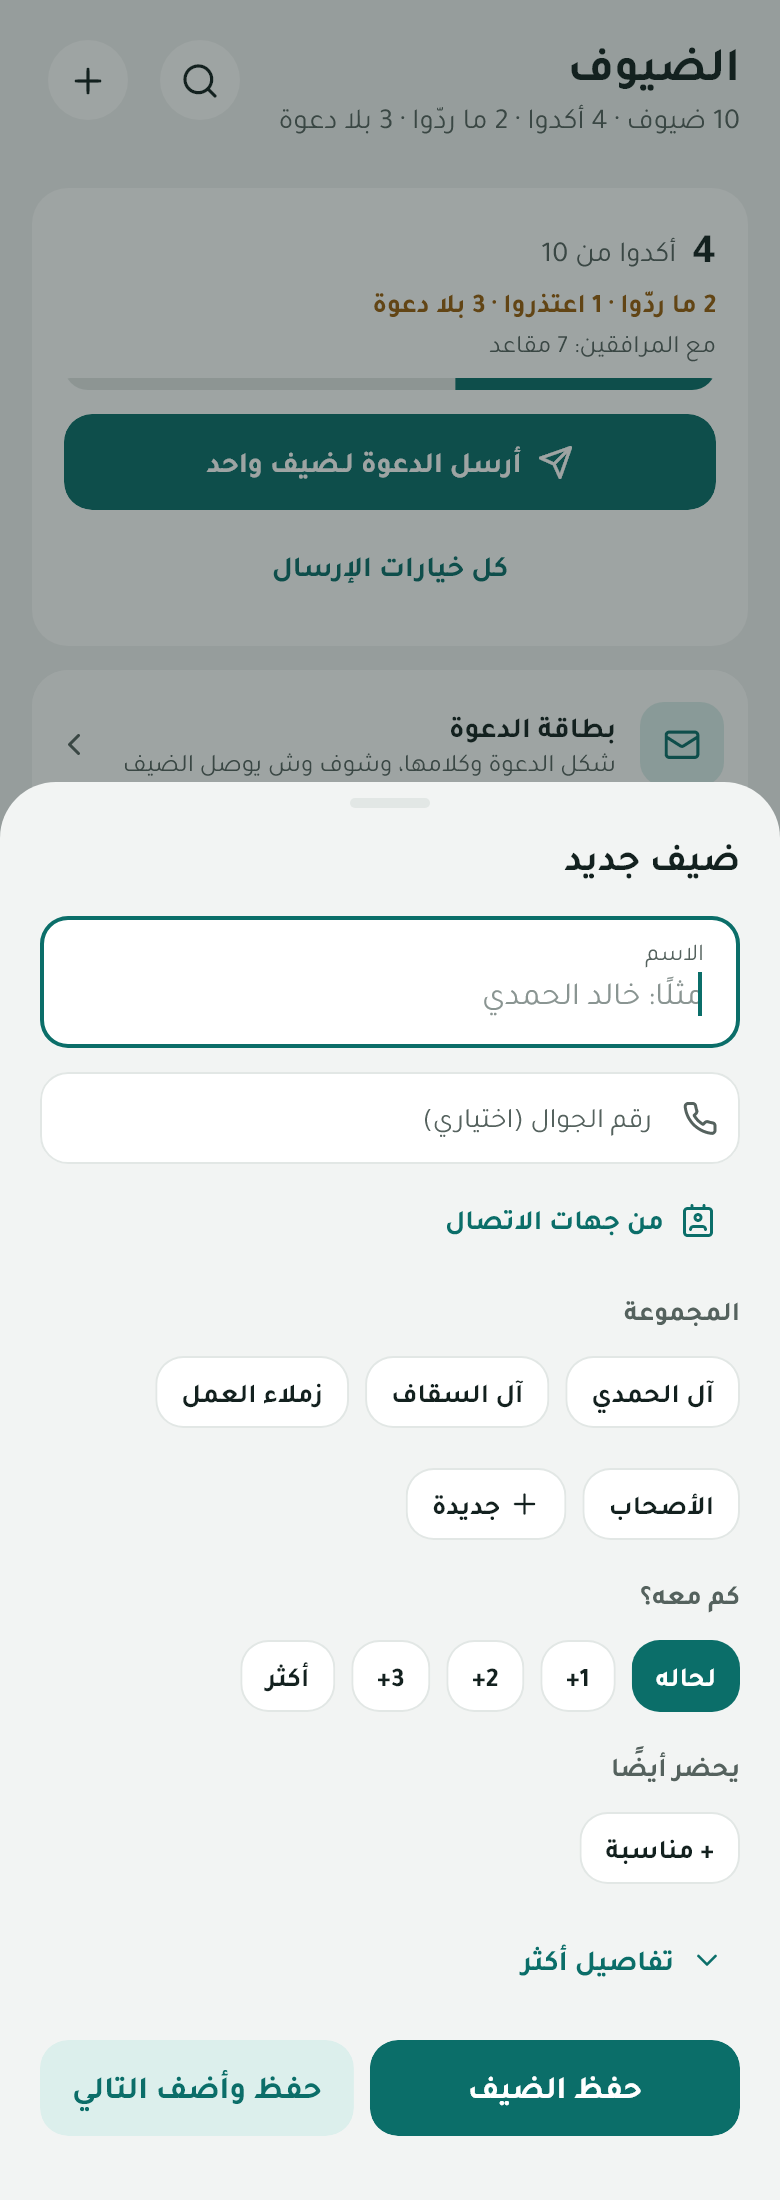 الضيوف
10 ضيوف · 4 أكدوا · 2 ما ردّوا · 3 بلا دعوة
4 أكدوا من 10
2 ما ردّوا · 1 اعتذروا · 3 بلا دعوة
مع المرافقين: 7 مقاعد
أرسل الدعوة لضيف واحد
كل خيارات الإرسال
بطاقة الدعوة
شكل الدعوة وكلامها، وشوف وش يوصل الضيف
ضيف جديد
الاسم
مثلًا: خالد الحمدي
رقم الجوال (اختياري)
من جهات الاتصال
المجموعة
آل الحمدي
آل السقاف
زملاء العمل
الأصحاب
+ جديدة
كم معه؟
لحاله
+1
+2
+3
أكثر
يحضر أيضًا
+ مناسبة
تفاصيل أكثر
حفظ الضيف
حفظ وأضف التالي